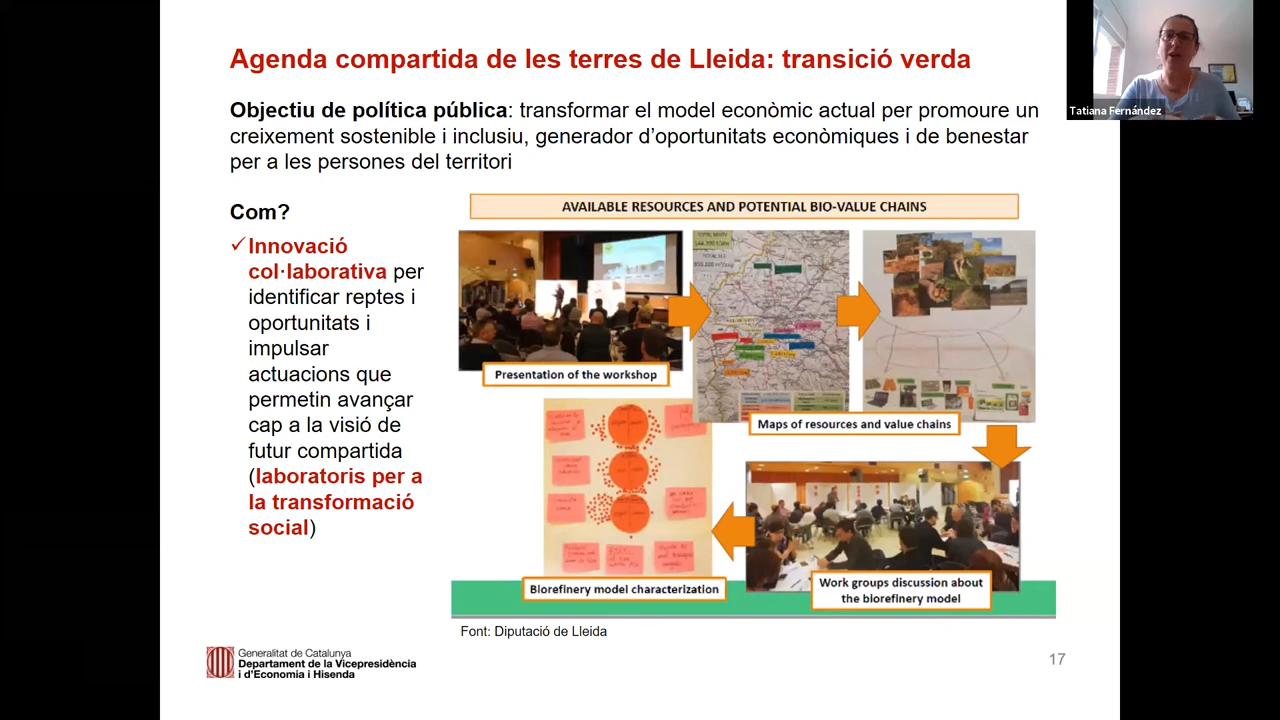 Agenda compartida de les terres de Lleida: transició verda
Tatiana Fernández
Objectiu de política pública: transformar el model econòmic actual per promoure un
creixement sostenible i inclusiu, generador d’oportunitats econòmiques i de benestar
per a les persones del territori
Com?
✓Innovació
col·laborativa per
identificar reptes i
oportunitats i
impulsar
actuacions que
permetin avançar
cap a la visió de
futur compartida
(laboratoris per a
la transformació
social)
AVAILABLE RESOURCES AND POTENTIAL BIO-VALUE CHAINS
Presentation of the workshop
Maps of resources and value chains
Work groups discussion about
the biorefinery model
Biorefinery model characterization
Font: Diputació de Lleida
Generalitat de Catalunya
Departament de la Vicepresidència
i d’Economia i Hisenda
17